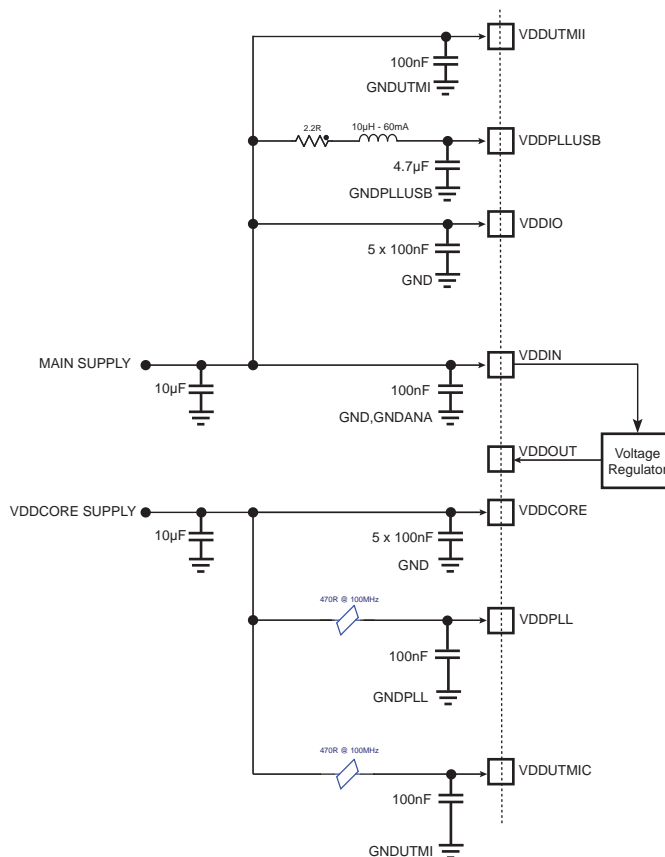 VDDUTMII
100nF
GNDUTMI
2.2R
10µH - 60mA
VDDPLLUSB
4.7µF
GNDPLLUSB
VDDIO
5 x 100nF
GND
MAIN SUPPLY
VDDIN
10µF
100nF
GND,GNDANA
VDDOUT
Voltage
Regulator
VDDCORE SUPPLY
VDDCORE
10µF
5 x 100nF
GND
470R @ 100MHz
VDDPLL
100nF
GNDPLL
470R @ 100MHz
VDDUTMIC
100nF
GNDUTMI